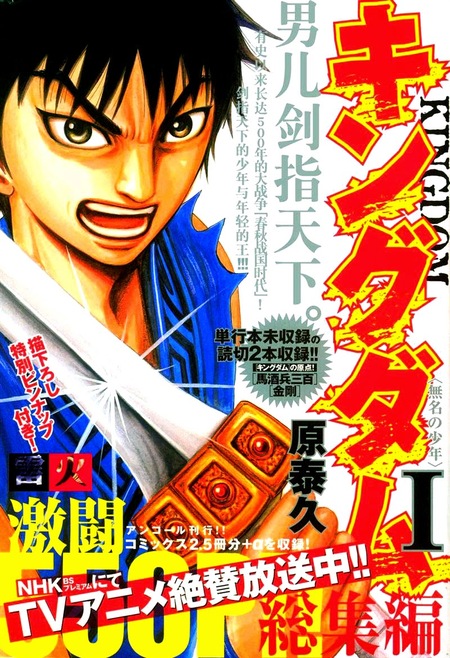 キングダム
KINGDOM
〈無名の少年〉
I
男儿剑指天下。
有史以来长达500年的大战争「春秋战国时代」!
剑指天下的少年与年轻的王!!!
単行本未収録の
読切2本収録!!
「キングダム」の原点!
[馬酒兵三百]
[金剛]
原泰久
描下ろし
特別ピンナップ
付き!
雷火
激闘
アンコール刊行!!
コミックス2.5冊分+αを収録!
NHK BSプレミアムにて
TVアニメ絶賛放送中!!
総集編